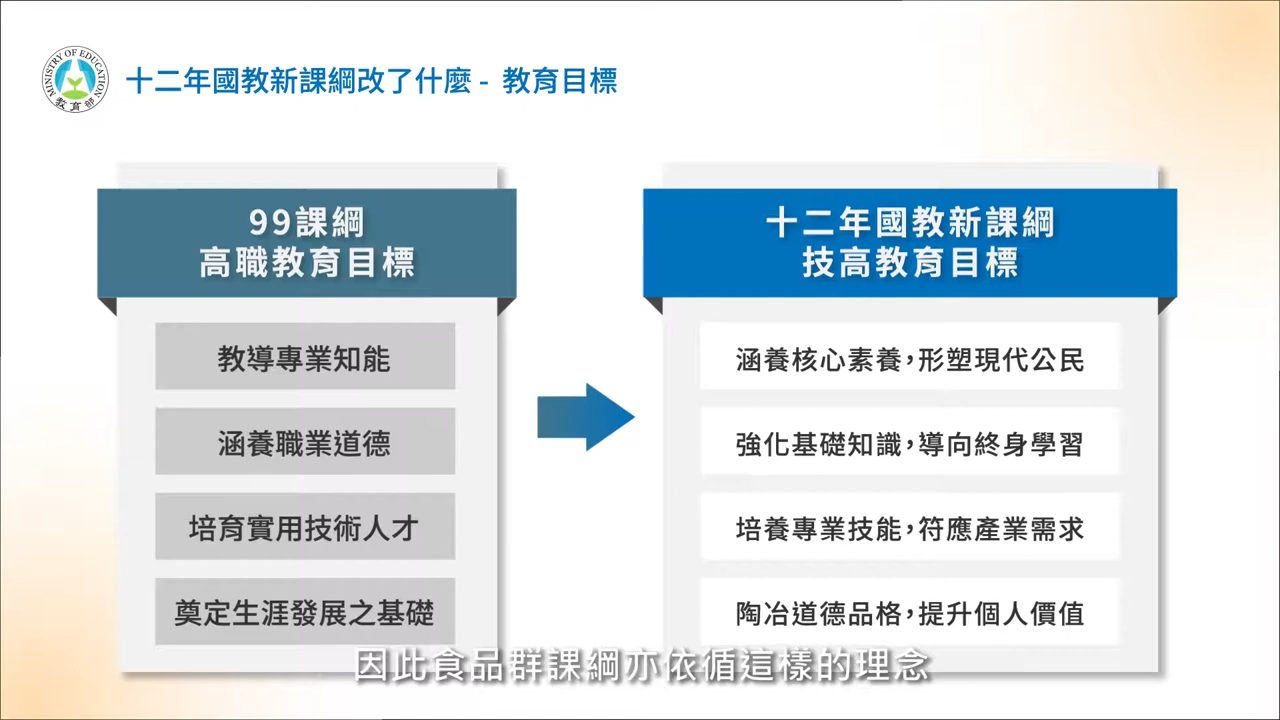 MINISTRY OF EDUCATION
教育部
十二年國教新課綱改了什麼 - 教育目標
99課綱
高職教育目標
教導專業知能
涵養職業道德
培育實用技術人才
奠定生涯發展之基礎
十二年國教新課綱
技高教育目標
涵養核心素養，形塑現代公民
強化基礎知識，導向終身學習
培養專業技能，符應產業需求
陶冶道德品格，提升個人價值
因此食品群課綱亦依循這樣的理念